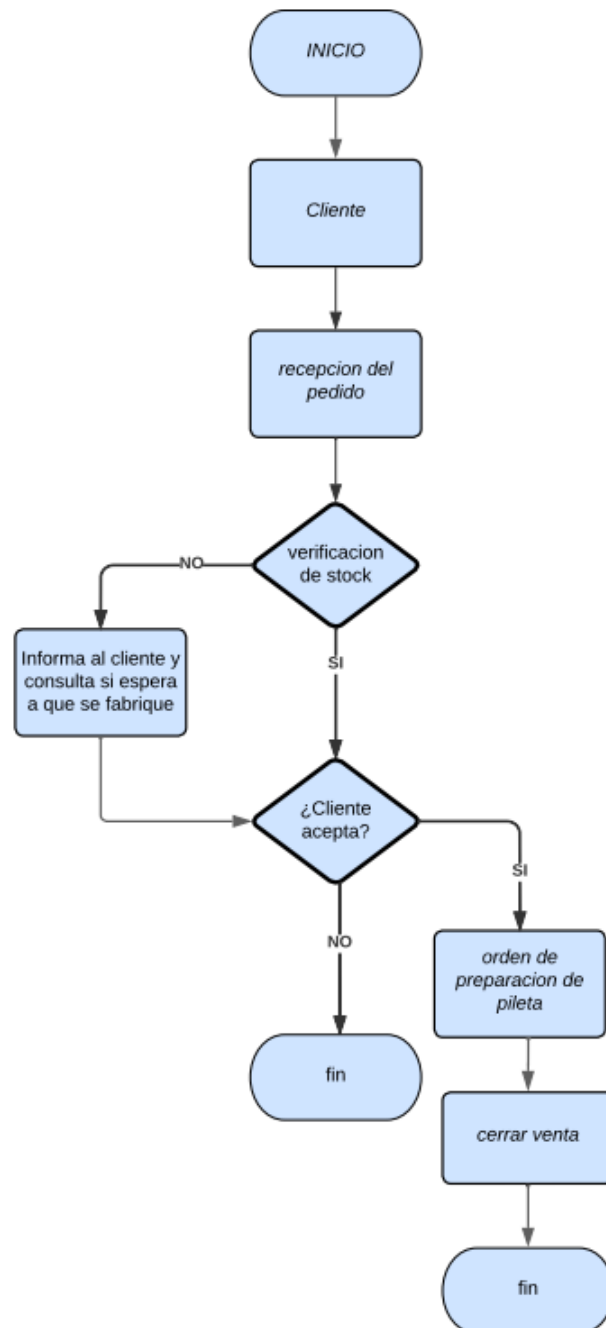 INICIO
Cliente
recepcion del
pedido
verificacion
de stock
NO
SI
Informa al cliente y
consulta si espera
a que se fabrique
¿Cliente
acepta?
SI
NO
orden de
preparacion de
pileta
fin
cerrar venta
fin